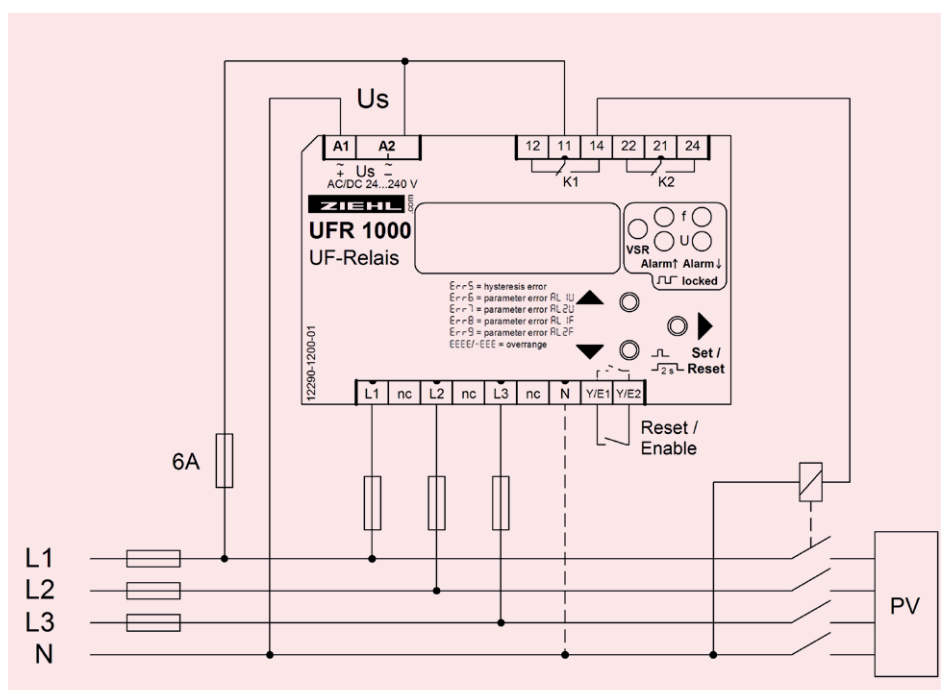 Us
A1 A2
12 11 14 22 21 24
~ ~
+ Us –
AC/DC 24...240 V
K1 K2
ZIEHL.com
UFR 1000
UF-Relais
f
U
VSR
Alarm↑ Alarm↓
locked
Err5 = hysteresis error
Err6 = parameter error AL 1U
Err7 = parameter error AL2U
Err8 = parameter error AL 1F
Err9 = parameter error AL2F
EEEE/-EEE = overrange
Set /
2 s Reset
12290-1200-01
L1 nc L2 nc L3 nc N Y/E1 Y/E2
Reset /
Enable
6A
L1
L2
L3
N
PV